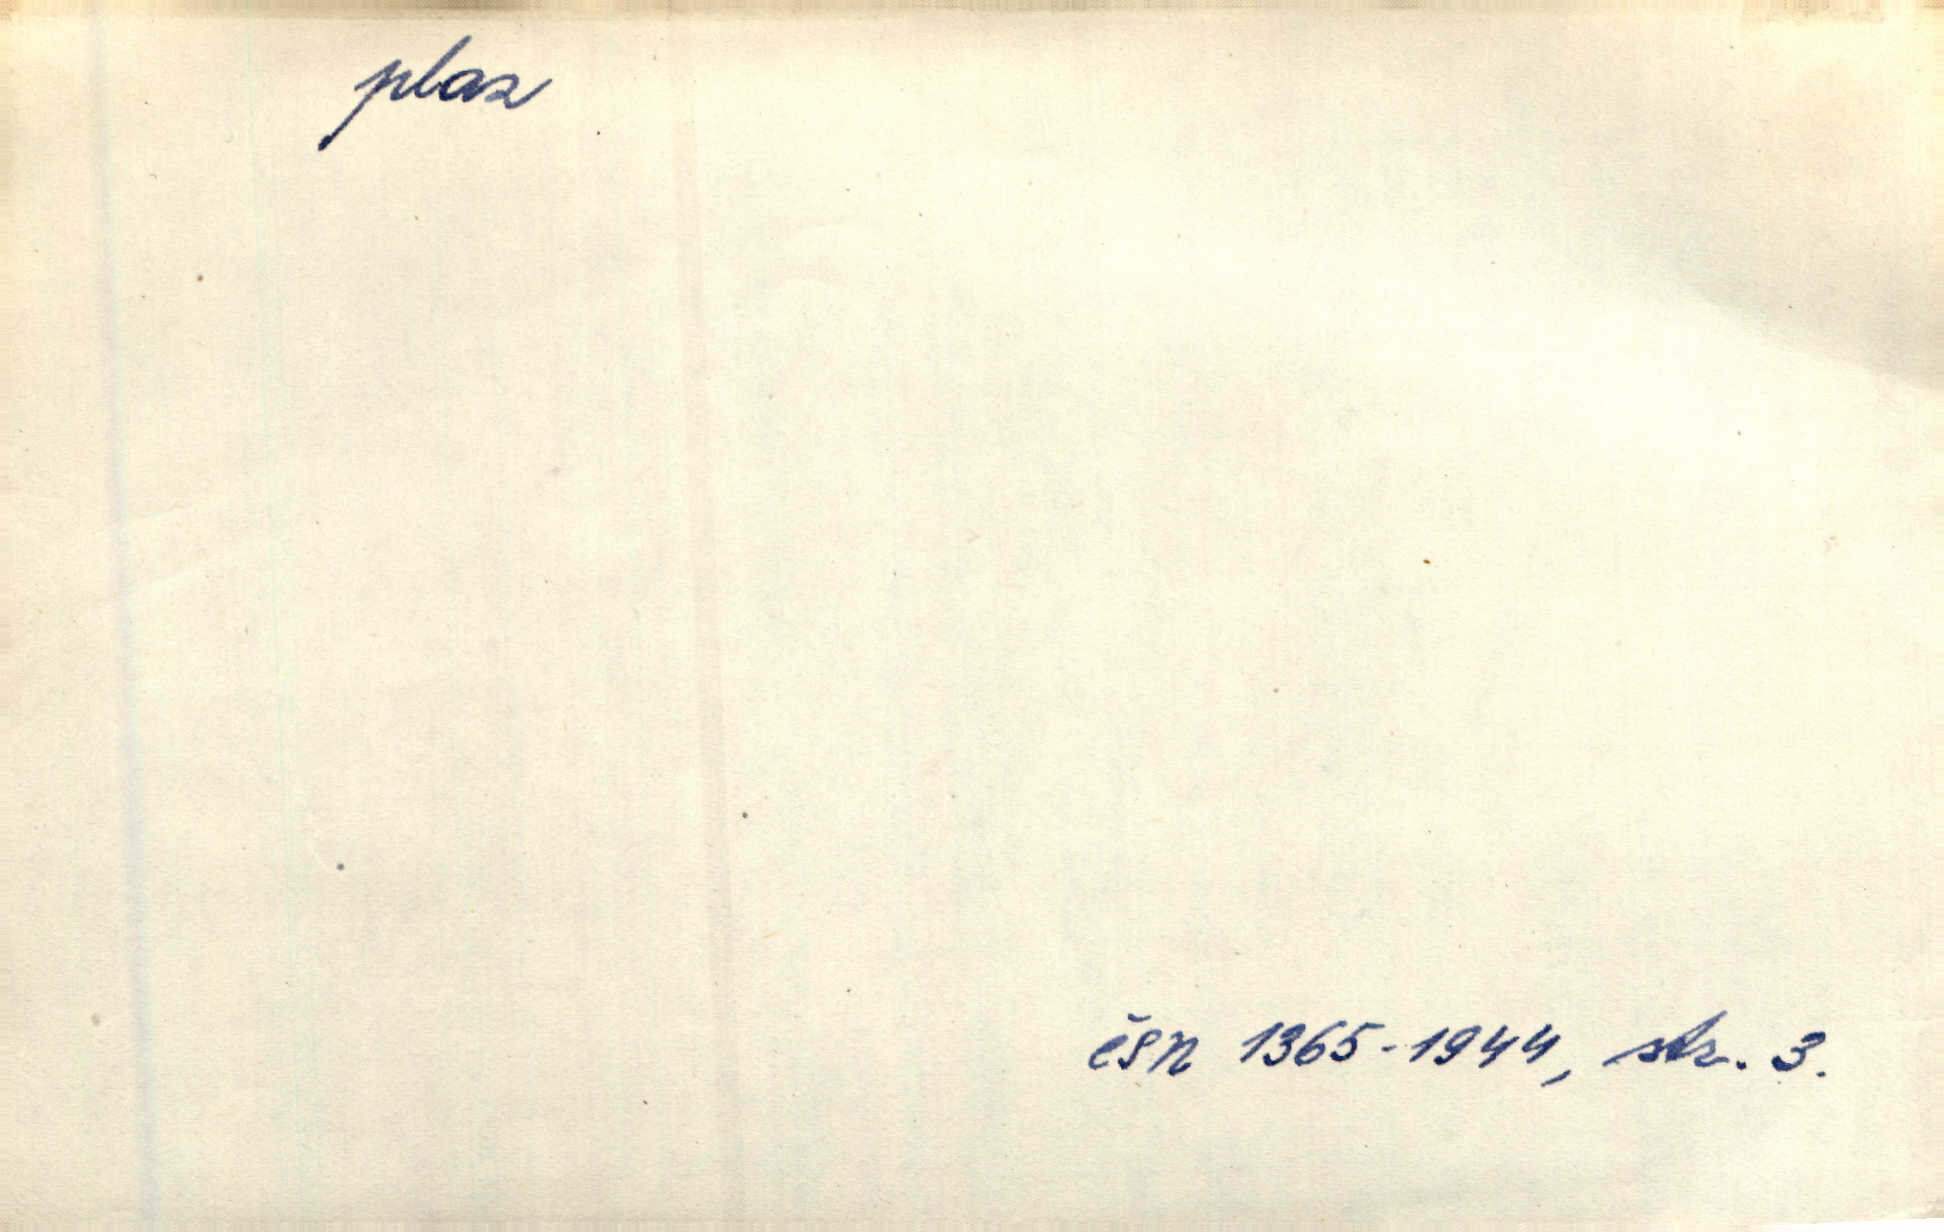 plaz
ČSN 1365-1944, str. 3.